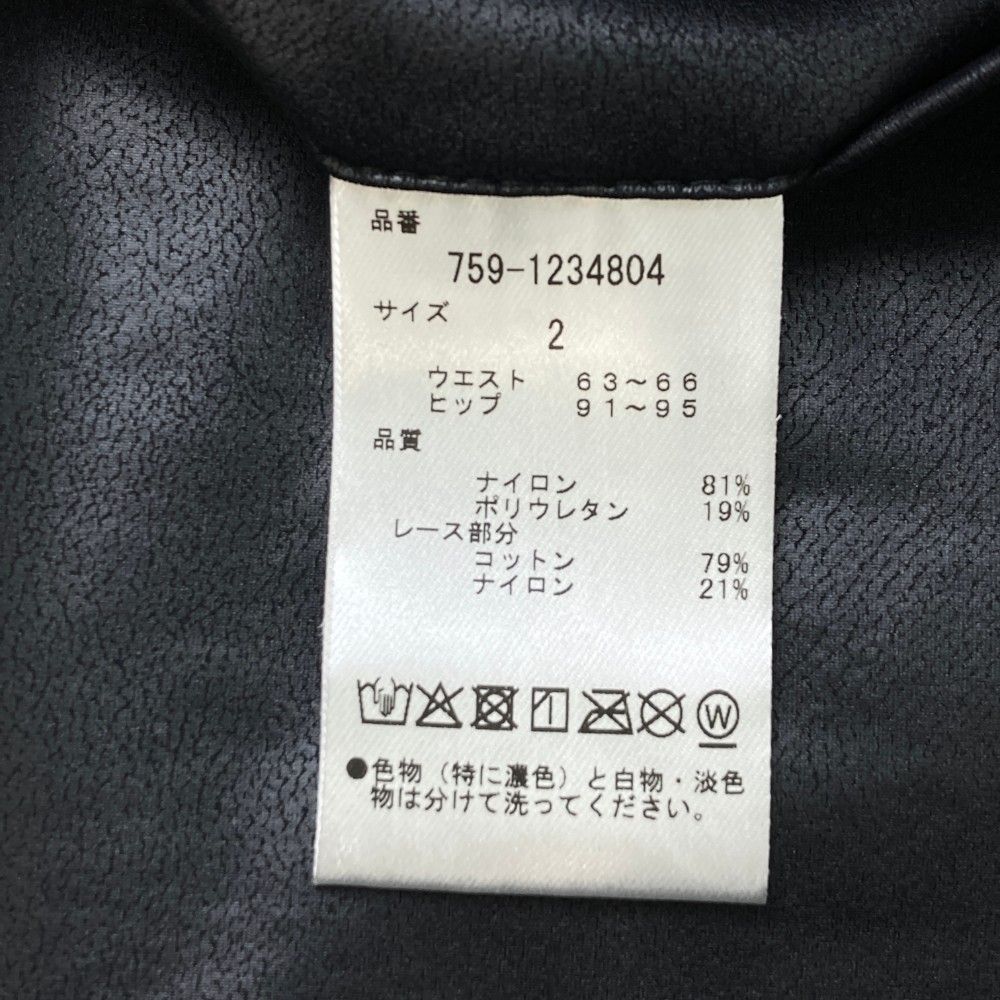 品番
759-1234804
サイズ
2
ウエスト 63～66
ヒップ 91～95
品質
ナイロン 81%
ポリウレタン 19%
レース部分
コットン 79%
ナイロン 21%
W
●色物（特に濃色）と白物・淡色
物は分けて洗ってください。